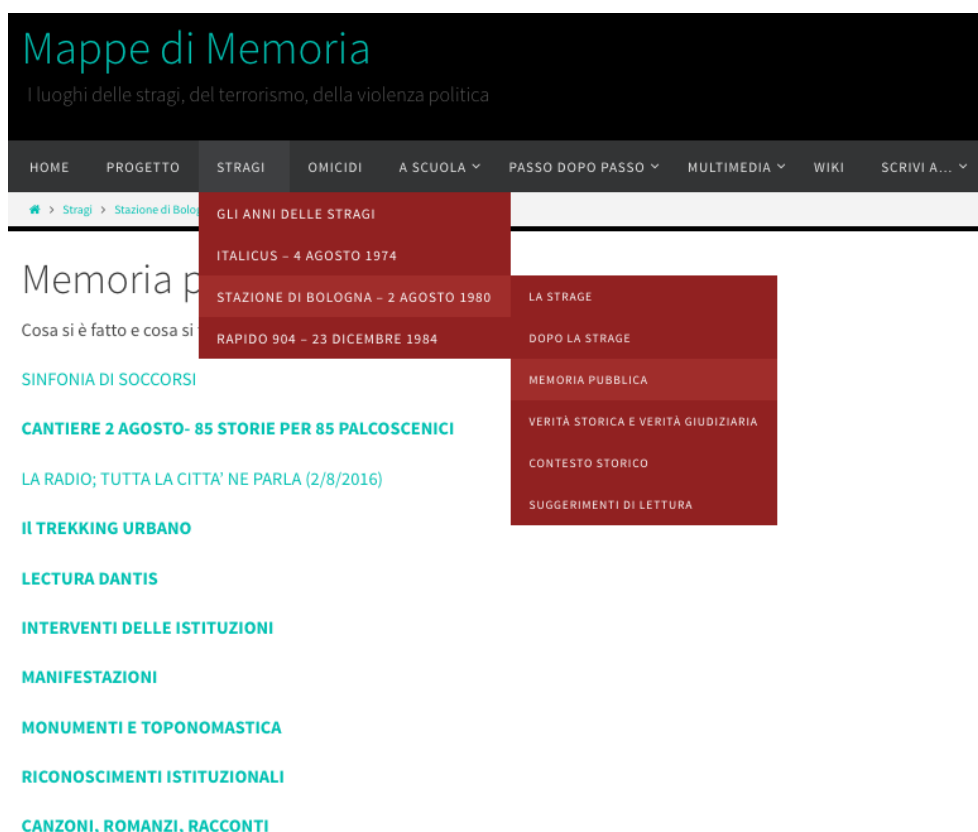 Mappe di Memoria
I luoghi delle stragi, del terrorismo, della violenza politica
HOME PROGETTO STRAGI OMICIDI A SCUOLA PASSO DOPO PASSO MULTIMEDIA WIKI SCRIVI A...
> Stragi > Stazione di Bolo
GLI ANNI DELLE STRAGI
ITALICUS – 4 AGOSTO 1974
STAZIONE DI BOLOGNA – 2 AGOSTO 1980
RAPIDO 904 – 23 DICEMBRE 1984
LA STRAGE
DOPO LA STRAGE
MEMORIA PUBBLICA
VERITÀ STORICA E VERITÀ GIUDIZIARIA
CONTESTO STORICO
SUGGERIMENTI DI LETTURA
Memoria p
Cosa si è fatto e cosa si
SINFONIA DI SOCCORSI
CANTIERE 2 AGOSTO- 85 STORIE PER 85 PALCOSCENICI
LA RADIO; TUTTA LA CITTA' NE PARLA (2/8/2016)
Il TREKKING URBANO
LECTURA DANTIS
INTERVENTI DELLE ISTITUZIONI
MANIFESTAZIONI
MONUMENTI E TOPONOMASTICA
RICONOSCIMENTI ISTITUZIONALI
CANZONI, ROMANZI, RACCONTI